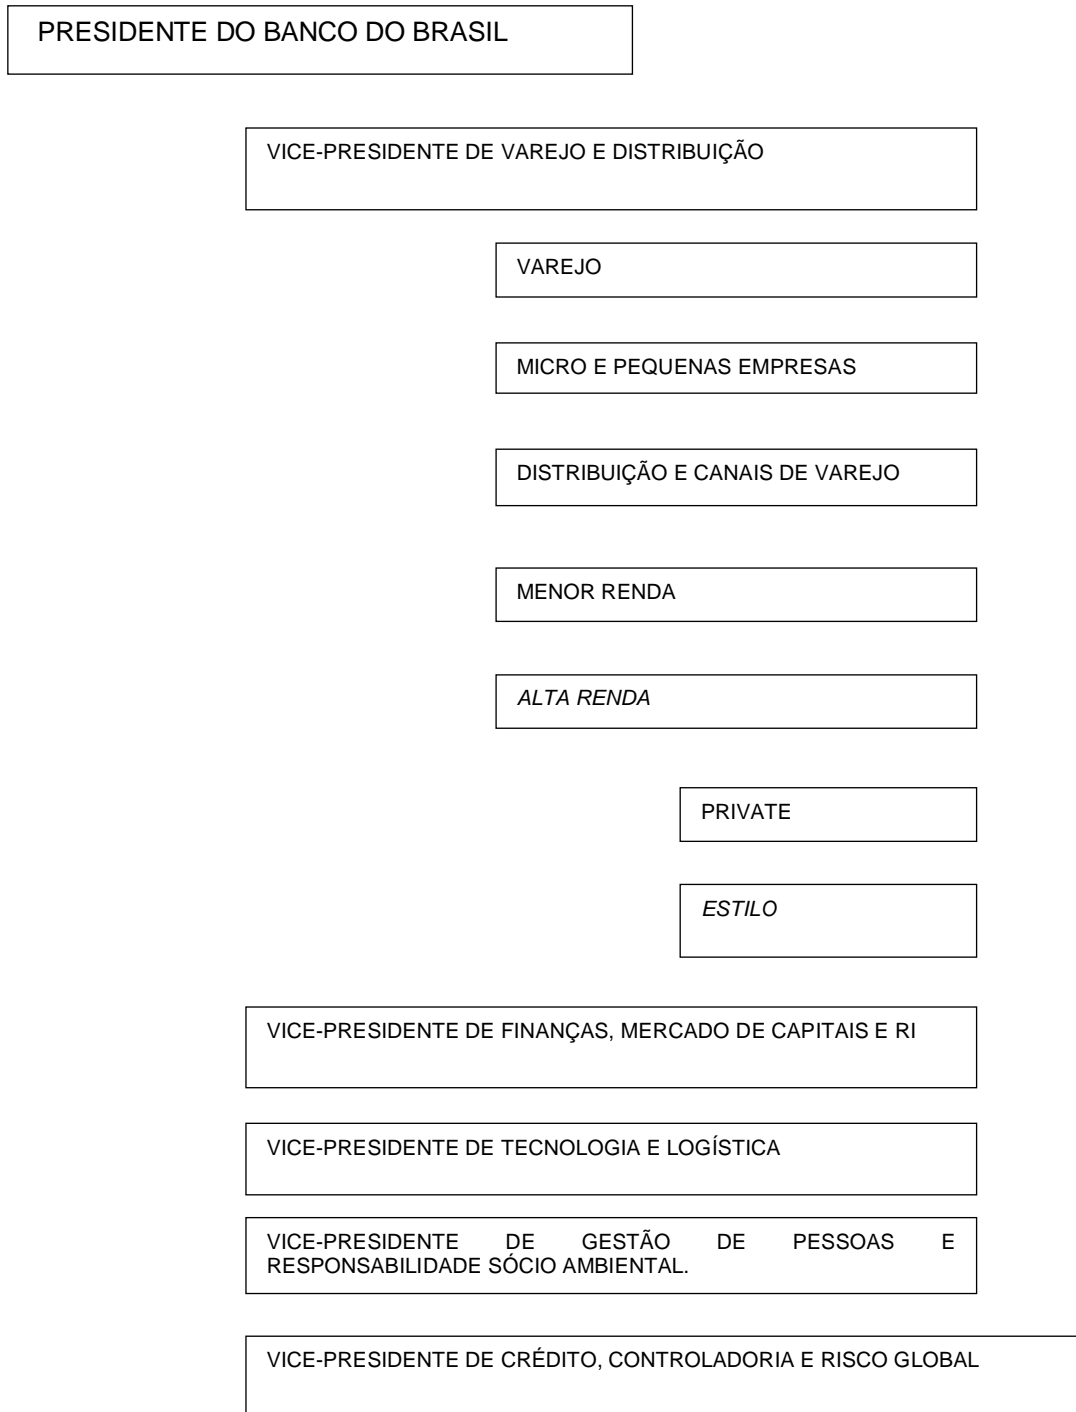 PRESIDENTE DO BANCO DO BRASIL
VICE-PRESIDENTE DE VAREJO E DISTRIBUIÇÃO
VAREJO
MICRO E PEQUENAS EMPRESAS
DISTRIBUIÇÃO E CANAIS DE VAREJO
MENOR RENDA
ALTA RENDA
PRIVATE
ESTILO
VICE-PRESIDENTE DE FINANÇAS, MERCADO DE CAPITAIS E RI
VICE-PRESIDENTE DE TECNOLOGIA E LOGÍSTICA
VICE-PRESIDENTE DE GESTÃO DE PESSOAS E
RESPONSABILIDADE SÓCIO AMBIENTAL.
VICE-PRESIDENTE DE CRÉDITO, CONTROLADORIA E RISCO GLOBAL